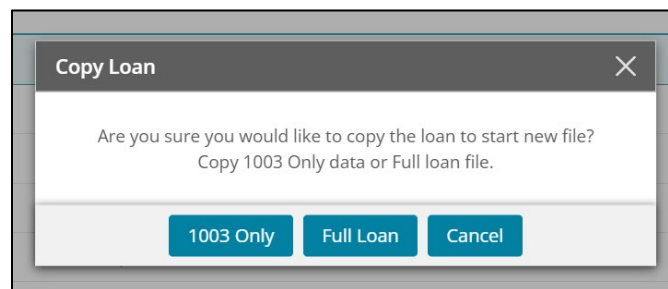 Copy Loan
Are you sure you would like to copy the loan to start new file?
Copy 1003 Only data or Full loan file.
1003 Only
Full Loan
Cancel